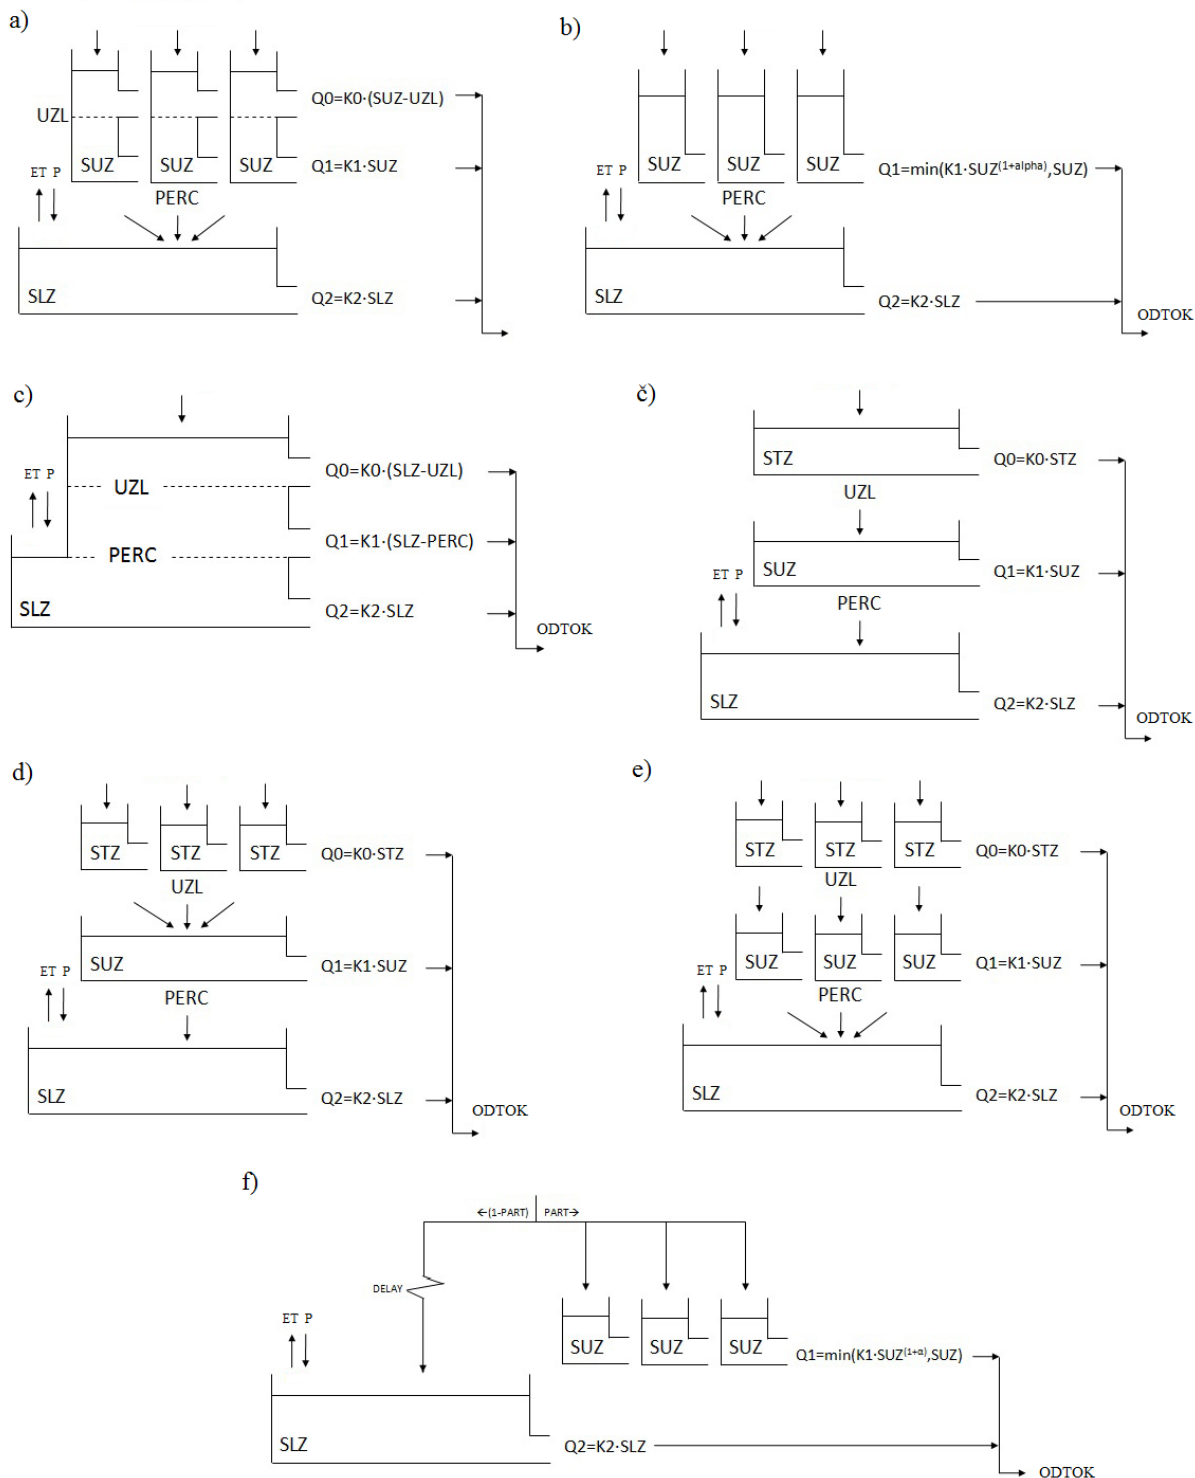 a)
UZL
SUZ SUZ SUZ
Q0=K0·(SUZ-UZL)
Q1=K1·SUZ
ET P
PERC
SLZ
Q2=K2·SLZ
b)
SUZ SUZ SUZ
Q1=min(K1·SUZ^(1+alpha),SUZ)
ET P
PERC
SLZ
Q2=K2·SLZ
ODTOK
c)
ET P
UZL
Q0=K0·(SLZ-UZL)
PERC
Q1=K1·(SLZ-PERC)
SLZ
Q2=K2·SLZ
ODTOK
č)
STZ
Q0=K0·STZ
UZL
SUZ
Q1=K1·SUZ
ET P
PERC
SLZ
Q2=K2·SLZ
ODTOK
d)
STZ STZ STZ
Q0=K0·STZ
UZL
SUZ
Q1=K1·SUZ
ET P
PERC
SLZ
Q2=K2·SLZ
ODTOK
e)
STZ STZ STZ
Q0=K0·STZ
UZL
SUZ SUZ SUZ
Q1=K1·SUZ
ET P
PERC
SLZ
Q2=K2·SLZ
ODTOK
f)
←(1-PART) PART→
DELAY
ET P
SUZ SUZ SUZ
Q1=min(K1·SUZ^(1+α),SUZ)
SLZ
Q2=K2·SLZ
ODTOK